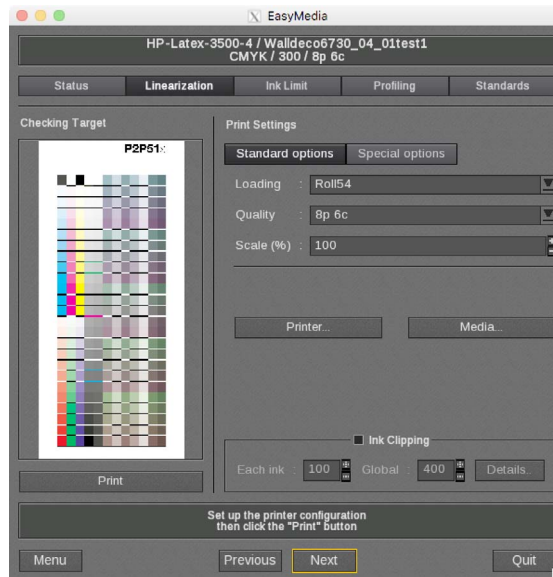 EasyMedia
HP-Latex-3500-4 / Walldeco6730_04_01test1
CMYK / 300 / 8p 6c
Status Linearization Ink Limit Profiling Standards
Checking Target
Print Settings
P2P51
Standard options Special options
Loading : Roll54
Quality : 8p 6c
Scale (%) : 100
Printer... Media...
Ink Clipping
Each ink : 100 Global : 400 Details..
Print
Set up the printer configuration
then click the "Print" button
Menu Previous Next Quit